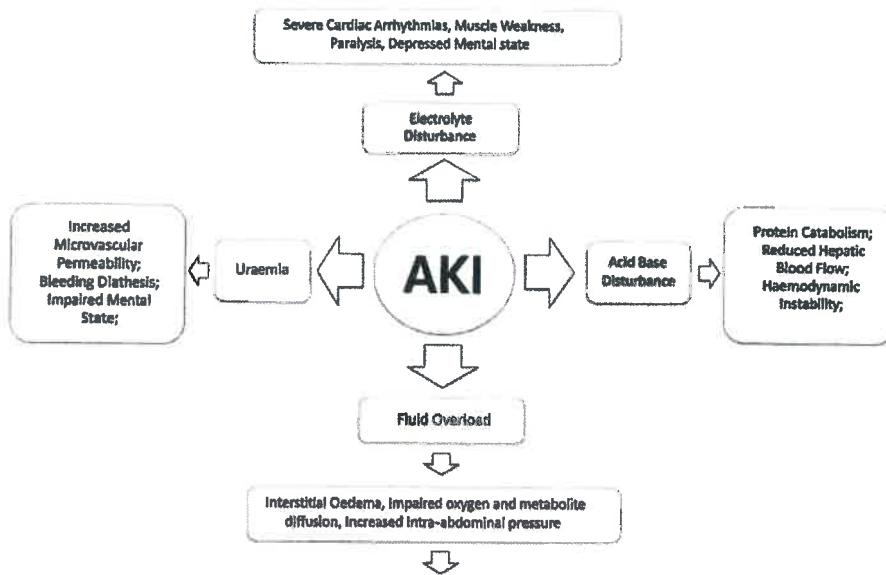 Severe Cardiac Arrhythmias, Muscle Weakness,
Paralysis, Depressed Mental state
Electrolyte
Disturbance
Increased
Microvascular
Permeability;
Bleeding Diathesis;
Impaired Mental
State;
Uraemia
AKI
Acid Base
Disturbance
Protein Catabolism;
Reduced Hepatic
Blood Flow;
Haemodynamic
Instability;
Fluid Overload
Interstitial Oedema, Impaired oxygen and metabolite
diffusion, Increased intra-abdominal pressure